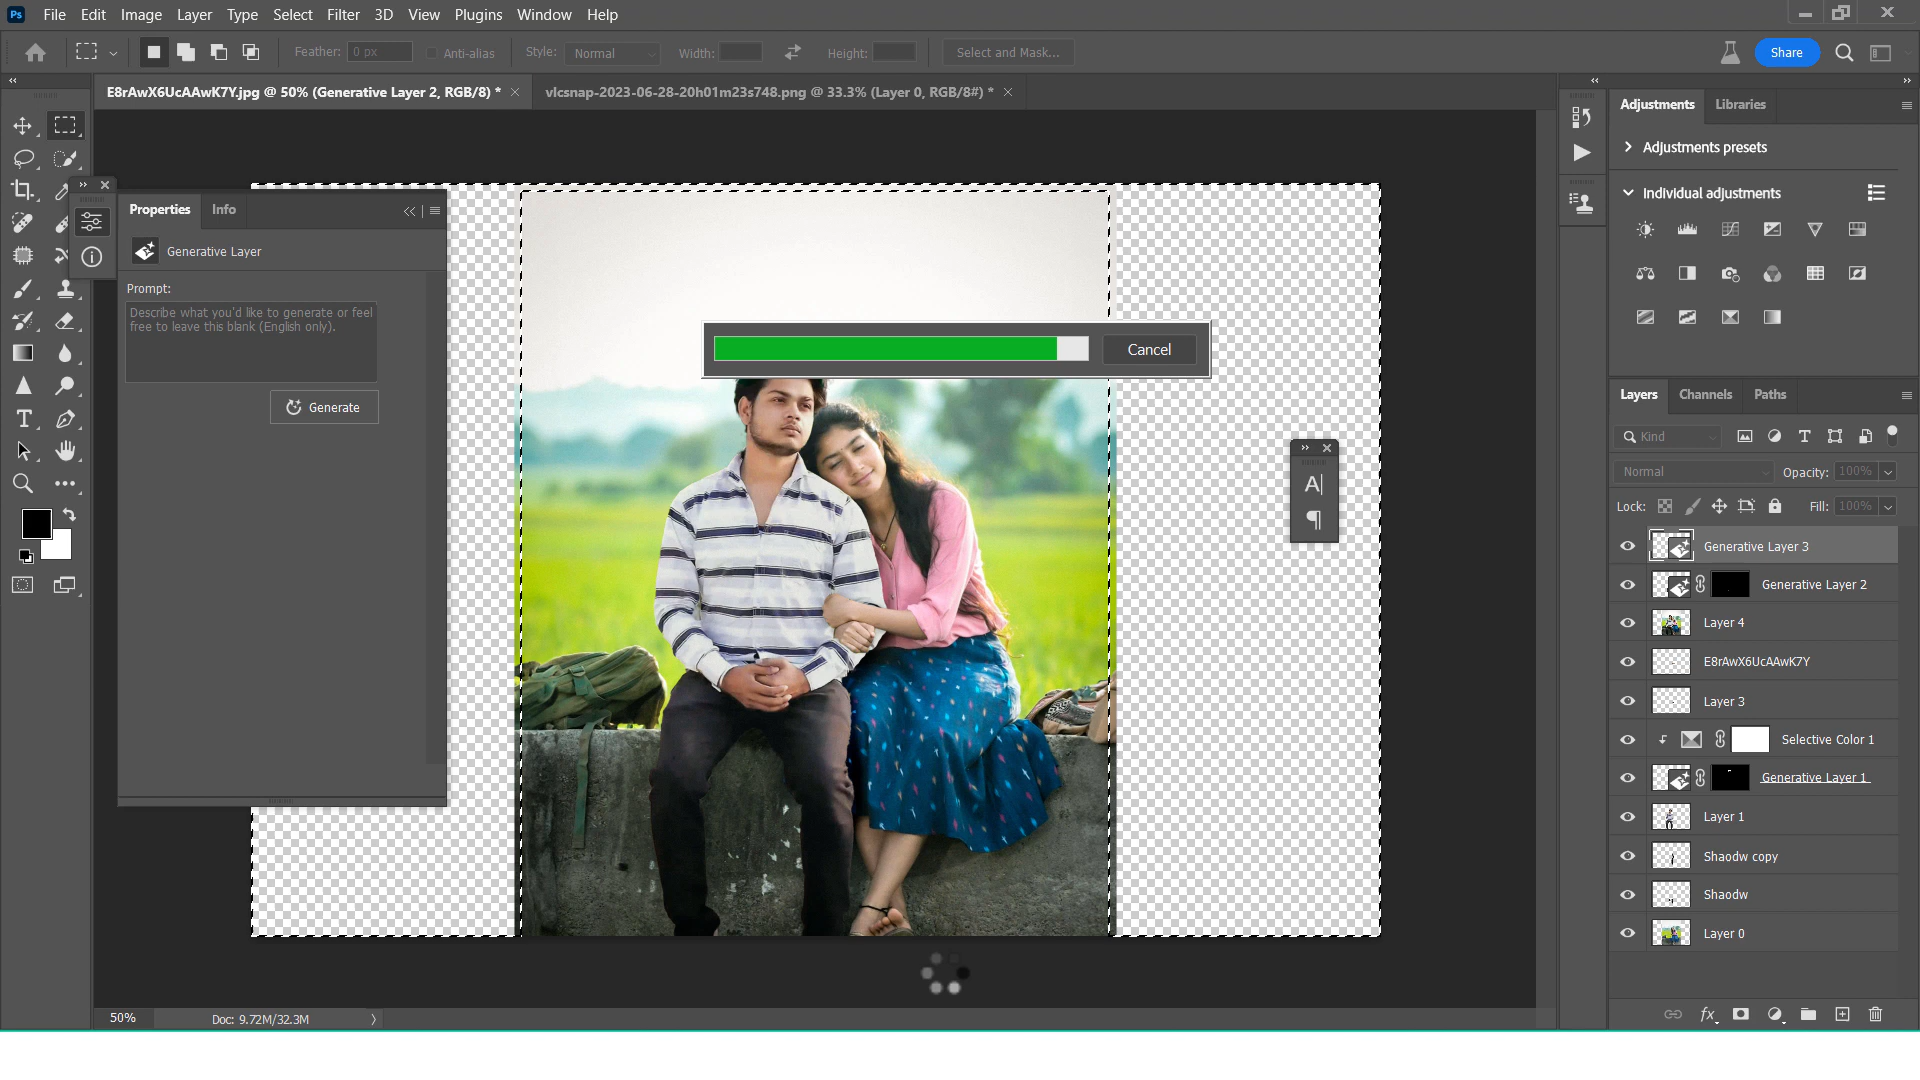 Ps File Edit Image Layer Type Select Filter 3D View Plugins Window Help
Feather: 0 px Anti-alias Style: Normal Width: Height: Select and Mask... Share
E8rAwX6UcAAwK7Y.jpg @ 50% (Generative Layer 2, RGB/8) * vlcsnap-2023-06-28-20h01m23s748.png @ 33.3% (Layer 0, RGB/8#) *
Properties Info
Generative Layer
Prompt:
Describe what you'd like to generate or feel
free to leave this blank (English only).
Generate
Cancel
Adjustments Libraries
Adjustments presets
Individual adjustments
Layers Channels Paths
Kind
Normal Opacity: 100%
Lock: Fill: 100%
Generative Layer 3
Generative Layer 2
Layer 4
E8rAwX6UcAAwK7Y
Layer 3
Selective Color 1
Generative Layer 1
Layer 1
Shaodw copy
Shaodw
Layer 0
50% Doc: 9.72M/32.3M